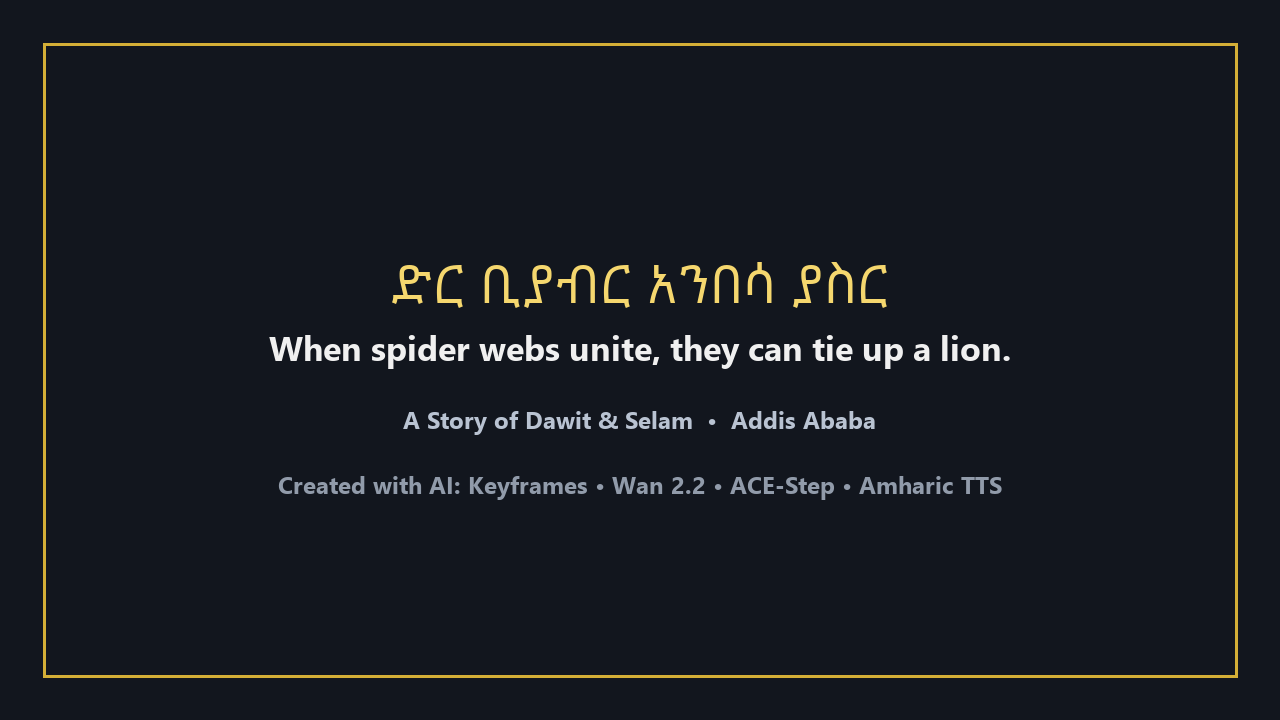 ድር ቢያብር አንበሳ ያስር
When spider webs unite, they can tie up a lion.
A Story of Dawit & Selam • Addis Ababa
Created with AI: Keyframes • Wan 2.2 • ACE-Step • Amharic TTS